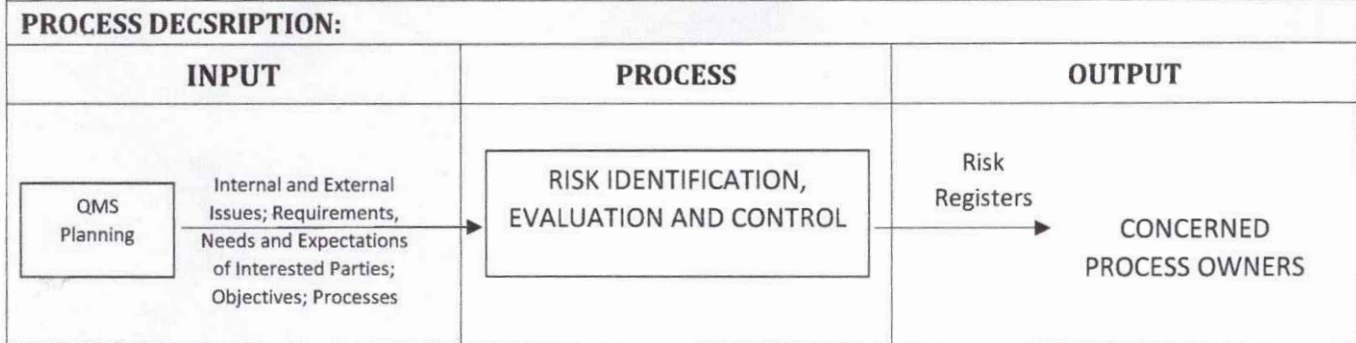 PROCESS DECSRIPTION:
INPUT
PROCESS
OUTPUT
QMS
Planning
Internal and External
Issues; Requirements,
Needs and Expectations
of Interested Parties;
Objectives; Processes
RISK IDENTIFICATION,
EVALUATION AND CONTROL
Risk
Registers
CONCERNED
PROCESS OWNERS